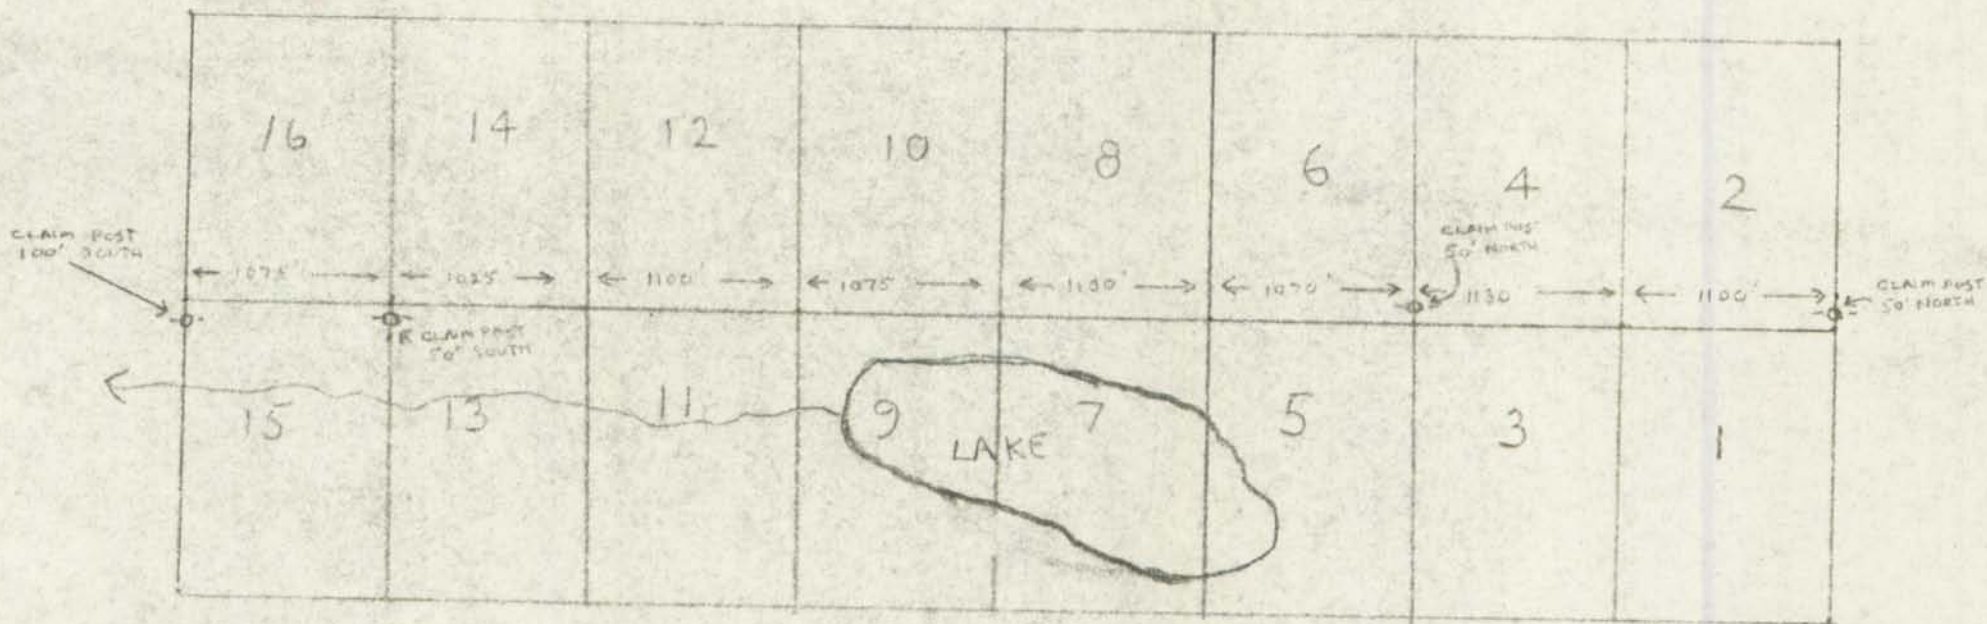 16 14 12 10 8 6 4 2
CLAIM POST
100' SOUTH
CLAIM POST
50' NORTH
CLAIM POST
50' NORTH
1075' 1025 1100' 1075' 1100' 1070' 1130 1100'
CLAIM POST
50' SOUTH
15 13 11 9 7 5 3 1
LAKE